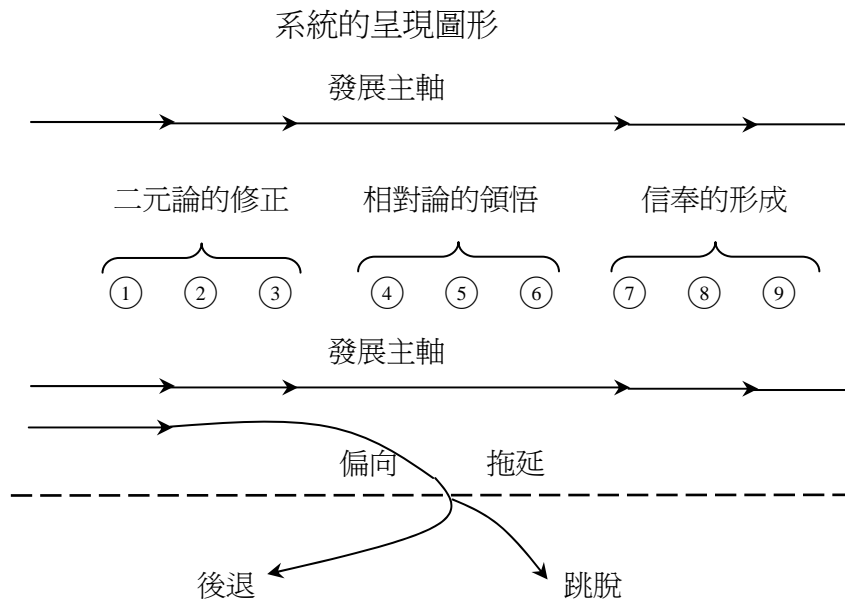 系統的呈現圖形
發展主軸
二元論的修正 相對論的領悟 信奉的形成
① ② ③ ④ ⑤ ⑥ ⑦ ⑧ ⑨
發展主軸
偏向 拖延
後退 跳脫